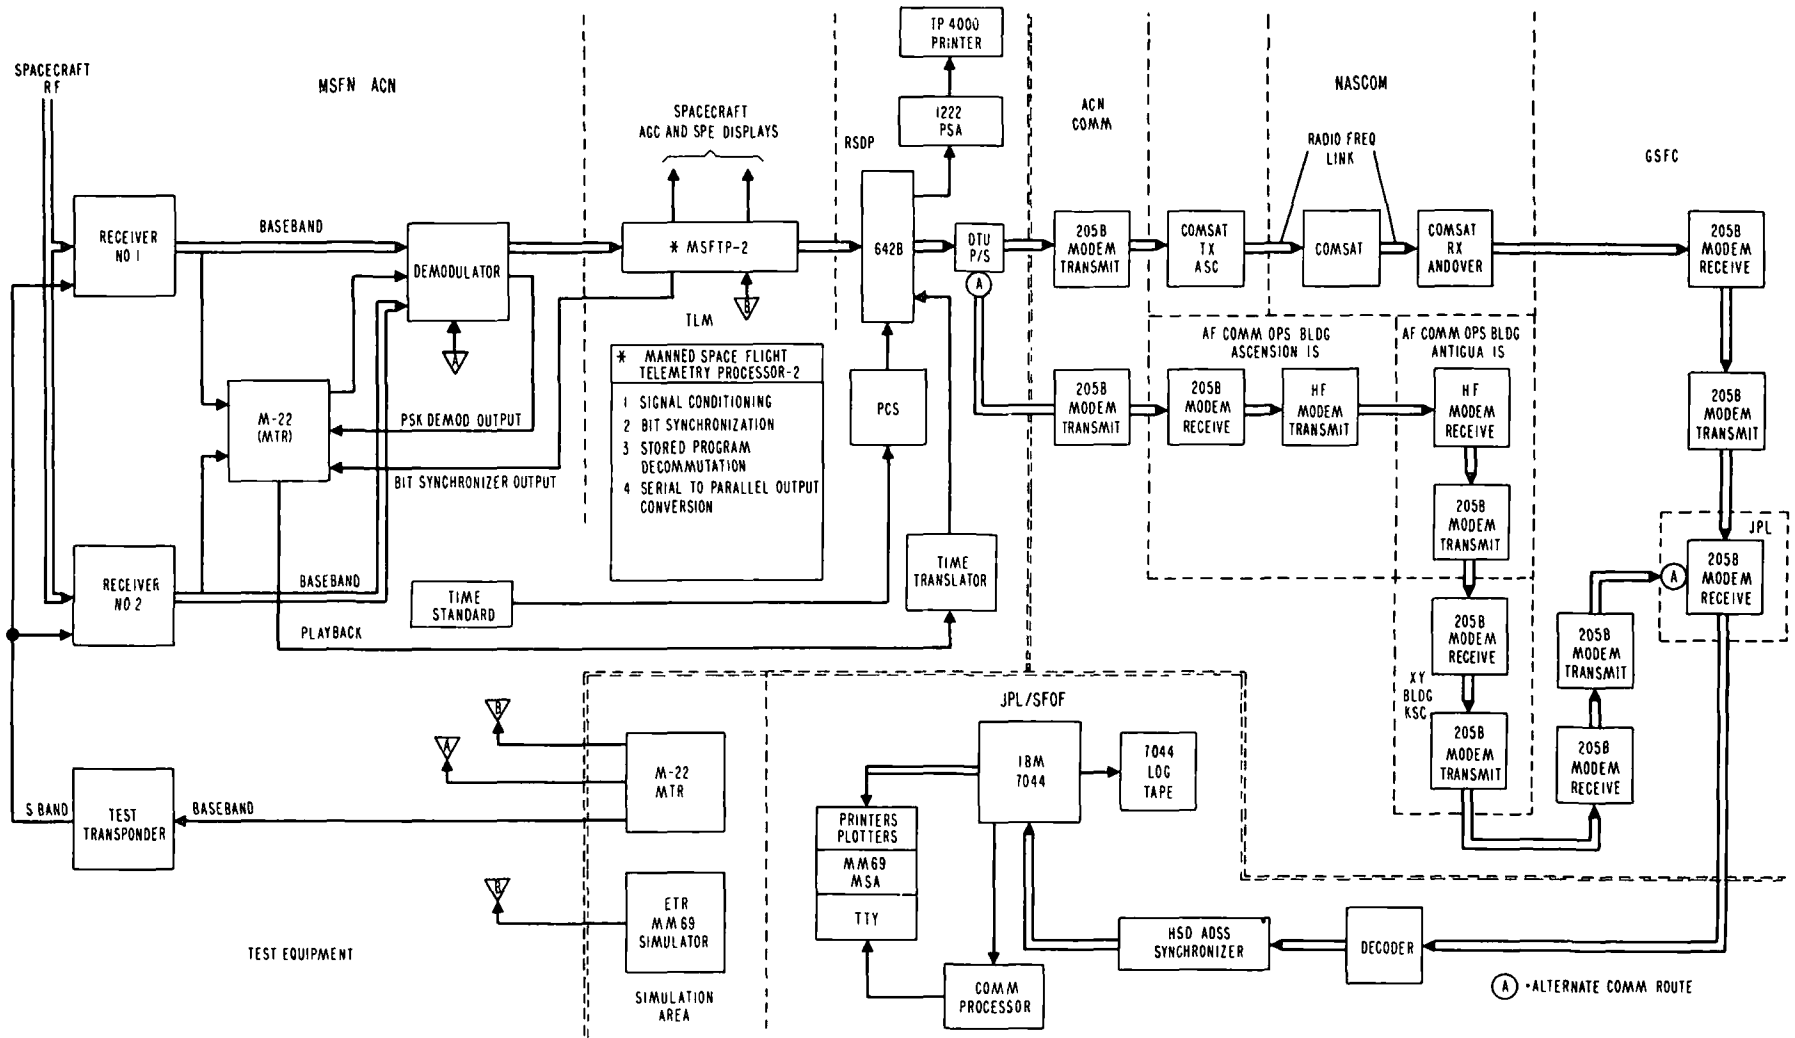 SPACECRAFT
RF
MSFN ACN
SPACECRAFT
AGC AND SPE DISPLAYS
RSDP
TP 4000
PRINTER
1222
PSA
ACN
COMM
NASCOM
RADIO FREQ
LINK
GSFC
RECEIVER
NO 1
BASEBAND
DEMODULATOR
* MSFTP-2
642B
DTU
P/S
A
205B
MODEM
TRANSMIT
COMSAT
TX
ASC
COMSAT
COMSAT
RX
ANDOVER
205B
MODEM
RECEIVE
A
B
TLM
* MANNED SPACE FLIGHT
TELEMETRY PROCESSOR-2
1 SIGNAL CONDITIONING
2 BIT SYNCHRONIZATION
3 STORED PROGRAM
DECOMMUTATION
4 SERIAL TO PARALLEL OUTPUT
CONVERSION
M-22
(MTR)
PSK DEMOD OUTPUT
BIT SYNCHRONIZER OUTPUT
PCS
AF COMM OPS BLDG
ASCENSION IS
AF COMM OPS BLDG
ANTIGUA IS
205B
MODEM
TRANSMIT
205B
MODEM
RECEIVE
HF
MODEM
TRANSMIT
HF
MODEM
RECEIVE
205B
MODEM
TRANSMIT
205B
MODEM
TRANSMIT
JPL
A
205B
MODEM
RECEIVE
RECEIVER
NO 2
BASEBAND
TIME
STANDARD
TIME
TRANSLATOR
PLAYBACK
205B
MODEM
RECEIVE
XY
BLDG
KSC
205B
MODEM
TRANSMIT
205B
MODEM
TRANSMIT
205B
MODEM
RECEIVE
B
A
S BAND
TEST
TRANSPONDER
BASEBAND
M-22
MTR
B
ETR
MM69
SIMULATOR
TEST EQUIPMENT
SIMULATION
AREA
JPL/SFOF
IBM
7044
7044
LOG
TAPE
PRINTERS
PLOTTERS
MM69
MSA
TTY
COMM
PROCESSOR
HSD ADSS
SYNCHRONIZER
DECODER
A - ALTERNATE COMM ROUTE